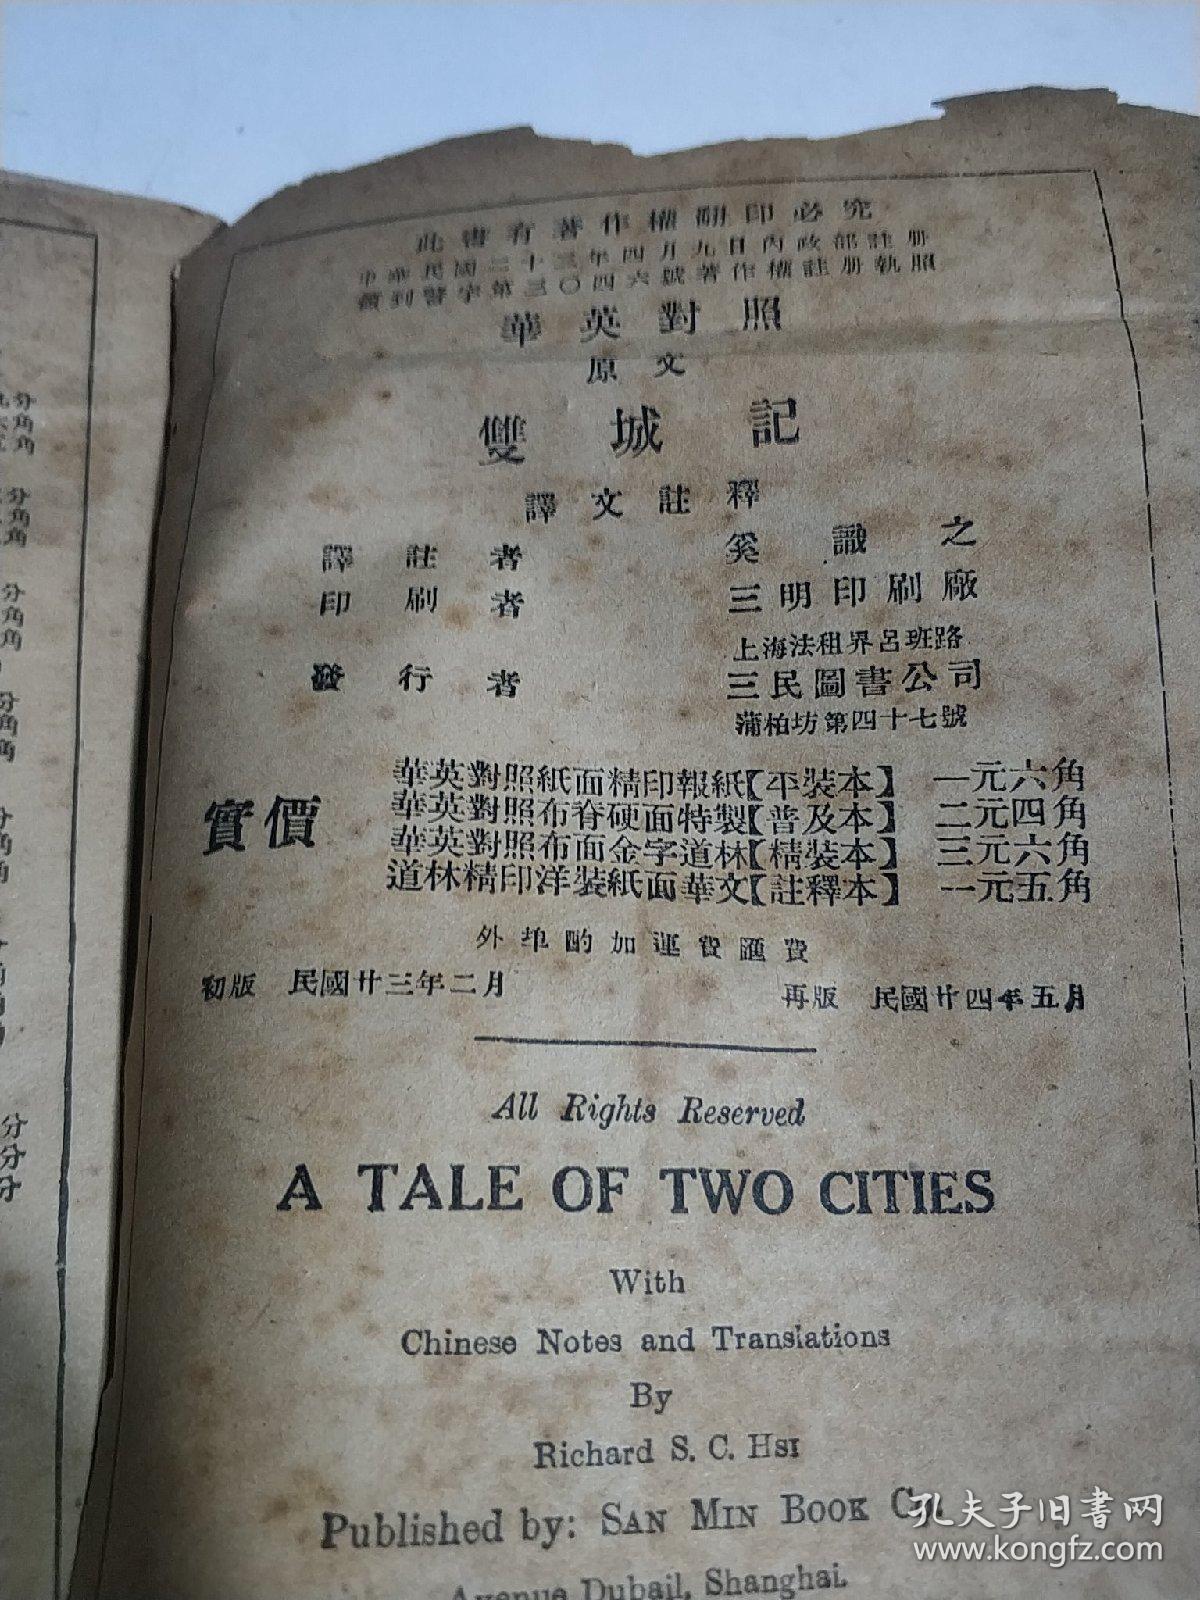 此書有著作權翻印必究
中華民國二十三年四月九日內政部註冊
領到警字第三〇四六號著作權註册執照
華英對照
原文
雙城記
譯文註釋
譯註者 奚識之
印刷者 三明印刷廠
上海法租界呂班路
發行者 三民圖書公司
蒲柏坊第四十七號
實價
華英對照紙面精印報紙【平裝本】 一元六角
華英對照布脊硬面特製【普及本】 二元四角
華英對照布面金字道林【精裝本】 三元六角
道林精印洋裝紙面華文【註釋本】 一元五角
外埠酌加運費匯費
初版 民國廿三年二月
再版 民國廿四年五月
All Rights Reserved
A TALE OF TWO CITIES
With
Chinese Notes and Translations
By
Richard S. C. Hsi
Published by: San Min Book Co.
Avenue Dubail, Shanghai.
孔夫子旧書网
www.kongfz.com